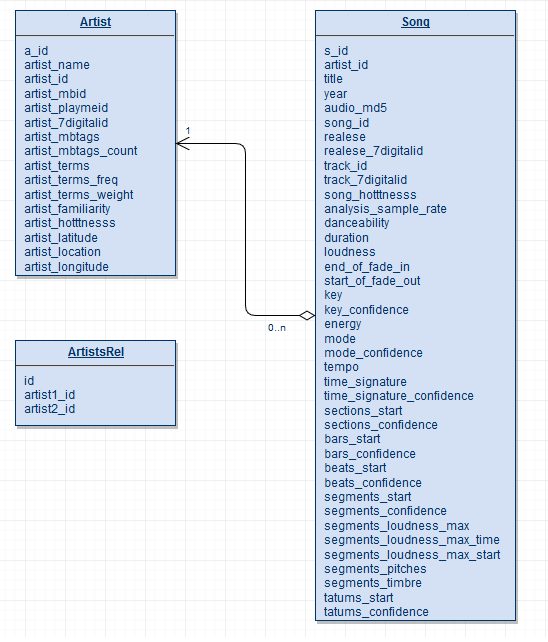 Artist
a_id
artist_name
artist_id
artist_mbid
artist_playmeid
artist_7digitalid
artist_mbtags
artist_mbtags_count
artist_terms
artist_terms_freq
artist_terms_weight
artist_familiarity
artist_hotttnesss
artist_latitude
artist_location
artist_longitude
1
0..n
ArtistsRel
id
artist1_id
artist2_id
Song
s_id
artist_id
title
year
audio_md5
song_id
realese
realese_7digitalid
track_id
track_7digitalid
song_hotttnesss
analysis_sample_rate
danceability
duration
loudness
end_of_fade_in
start_of_fade_out
key
key_confidence
energy
mode
mode_confidence
tempo
time_signature
time_signature_confidence
sections_start
sections_confidence
bars_start
bars_confidence
beats_start
beats_confidence
segments_start
segments_confidence
segments_loudness_max
segments_loudness_max_time
segments_loudness_max_start
segments_pitches
segments_timbre
tatums_start
tatums_confidence